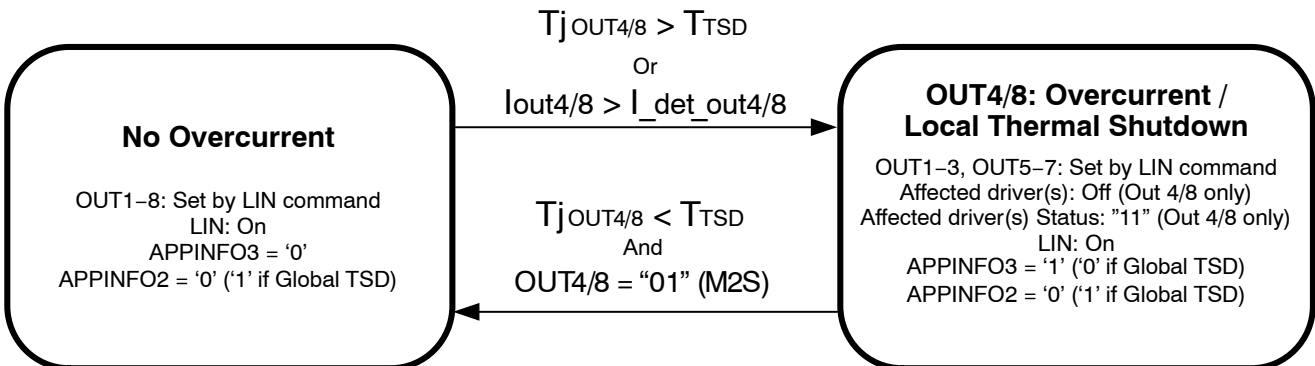 Tj OUT4/8 > TTSD
Or
Iout4/8 > I_det_out4/8
No Overcurrent
OUT1–8: Set by LIN command
LIN: On
APPINFO3 = ‘0’
APPINFO2 = ‘0’ (‘1’ if Global TSD)
Tj OUT4/8 < TTSD
And
OUT4/8 = “01” (M2S)
OUT4/8: Overcurrent /
Local Thermal Shutdown
OUT1–3, OUT5–7: Set by LIN command
Affected driver(s): Off (Out 4/8 only)
Affected driver(s) Status: ”11” (Out 4/8 only)
LIN: On
APPINFO3 = ‘1’ (‘0’ if Global TSD)
APPINFO2 = ‘0’ (‘1’ if Global TSD)